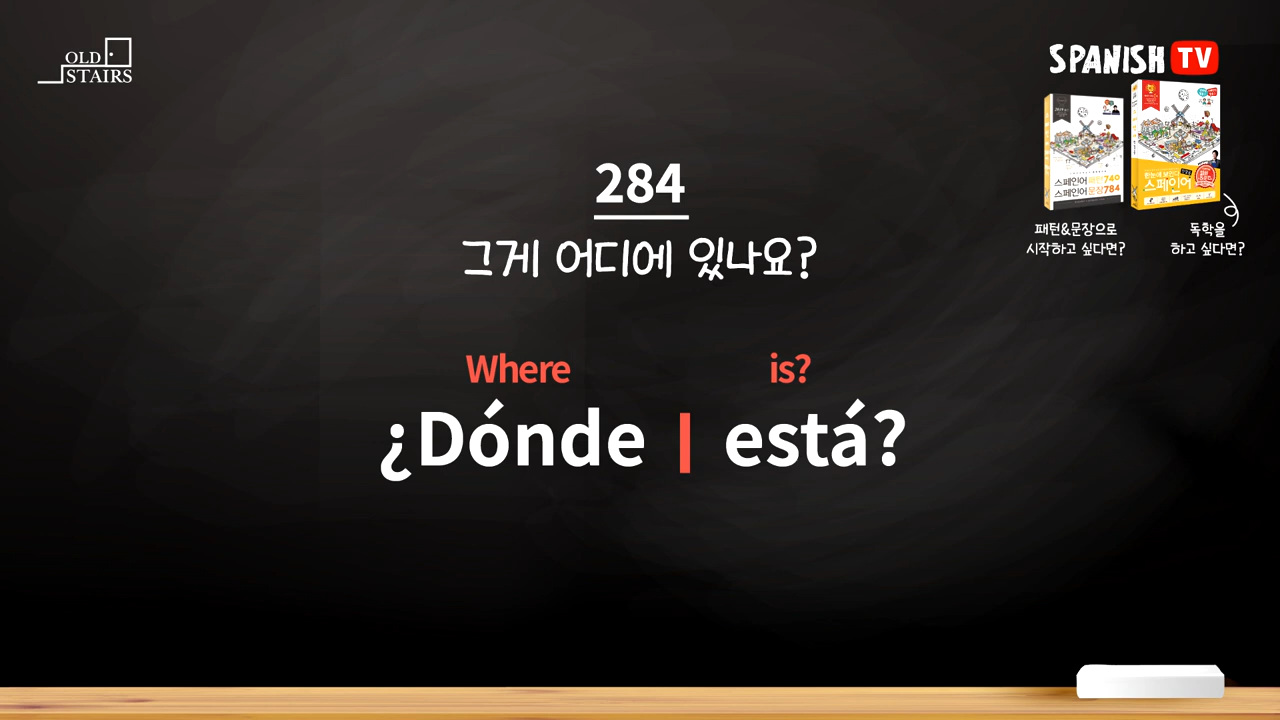 OLD
STAIRS
SPANISH TV
284
그게 어디에 있나요?
스페인어 패턴740
스페인어 문장784
스페인어
패턴&문장으로
시작하고 싶다면?
독학을
하고 싶다면?
Where is?
¿Dónde | está?